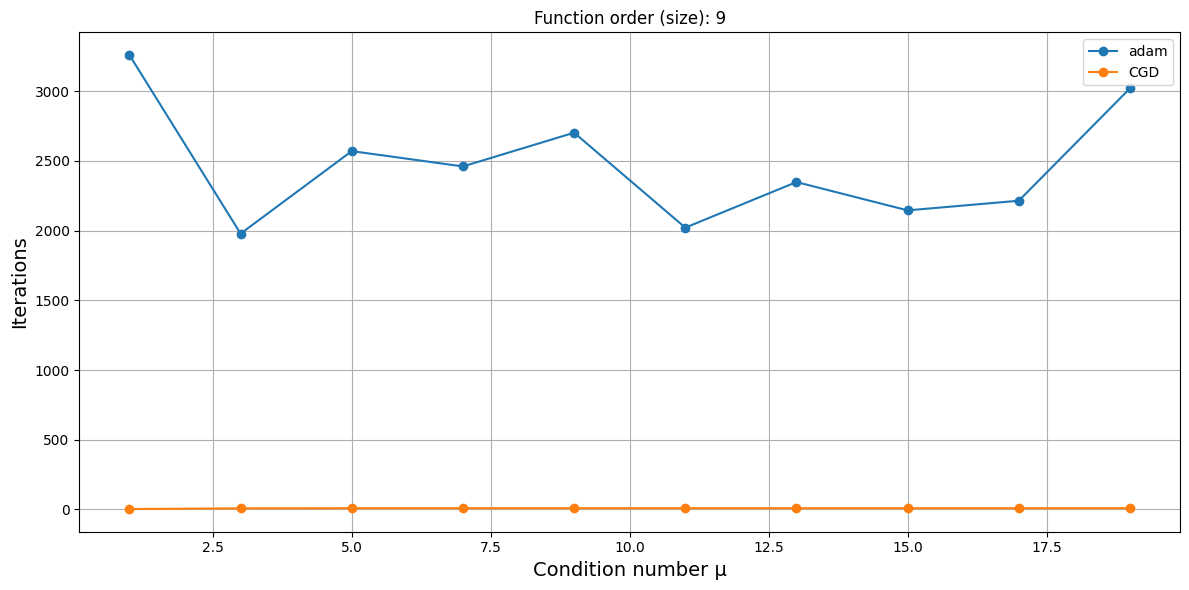 Function order (size): 9
adam
CGD
3000
2500
2000
1500
1000
500
0
Iterations
2.5 5.0 7.5 10.0 12.5 15.0 17.5
Condition number μ